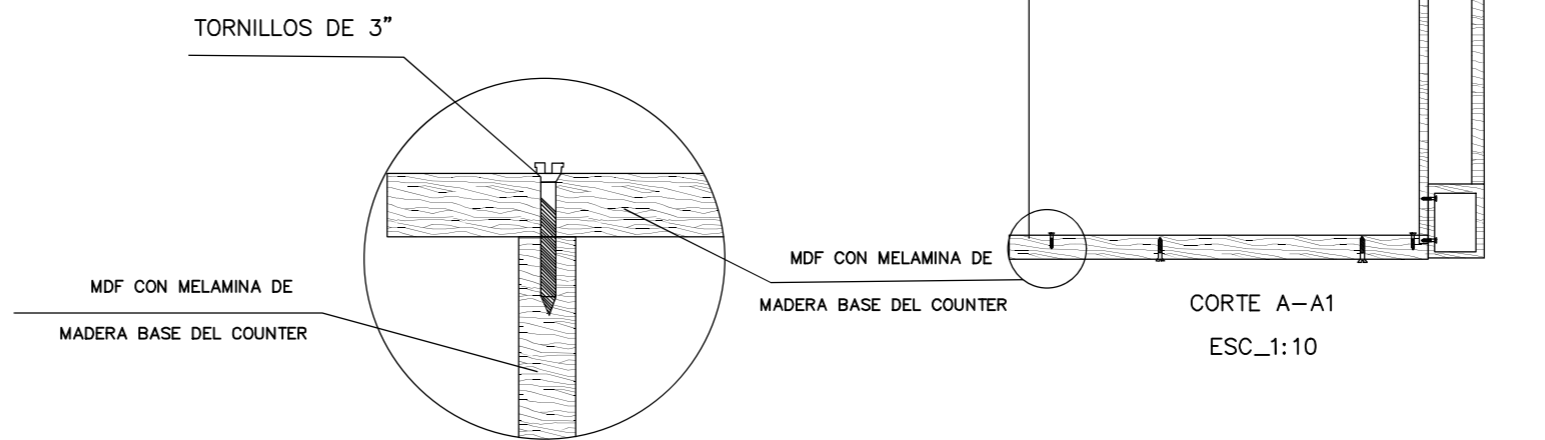 TORNILLOS DE 3”
MDF CON MELAMINA DE
MADERA BASE DEL COUNTER
MDF CON MELAMINA DE
MADERA BASE DEL COUNTER
CORTE A-A1
ESC_1:10